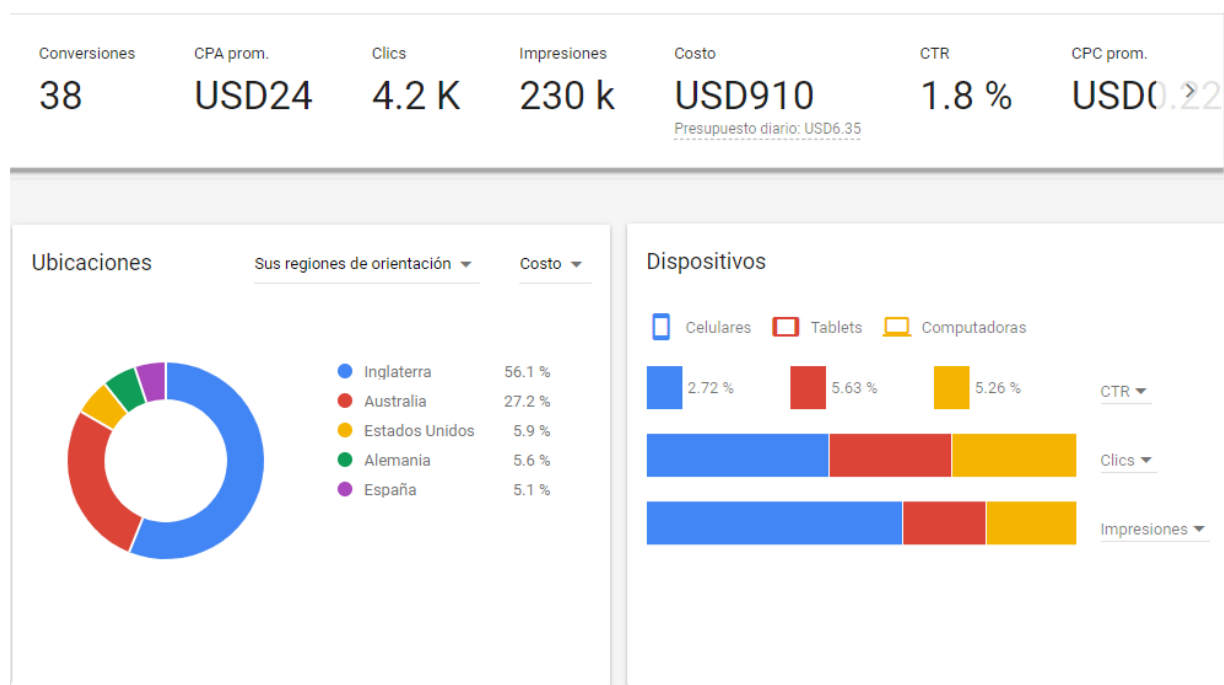 Conversiones CPA prom. Clics Impresiones Costo CTR CPC prom.
38 USD24 4.2 K 230 k USD910 1.8 % USD0.22
Presupuesto diario: USD6.35
Ubicaciones Sus regiones de orientación Costo
Inglaterra 56.1 %
Australia 27.2 %
Estados Unidos 5.9 %
Alemania 5.6 %
España 5.1 %
Dispositivos
Celulares Tablets Computadoras
2.72 % 5.63 % 5.26 % CTR
Clics
Impresiones